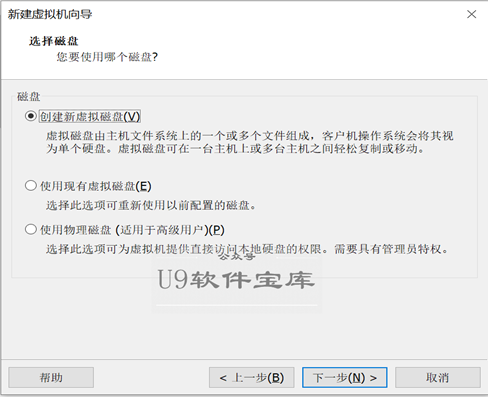 新建虚拟机向导
选择磁盘
您要使用哪个磁盘?
磁盘
创建新虚拟磁盘(V)
虚拟磁盘由主机文件系统上的一个或多个文件组成，客户机操作系统会将其视
为单个硬盘。虚拟磁盘可在一台主机上或多台主机之间轻松复制或移动。
使用现有虚拟磁盘(E)
选择此选项可重新使用以前配置的磁盘。
使用物理磁盘 (适用于高级用户)(P)
选择此选项可为虚拟机提供直接访问本地硬盘的权限。需要具有管理员特权。
公众号
U9软件宝库
帮助
< 上一步(B)
下一步(N) >
取消